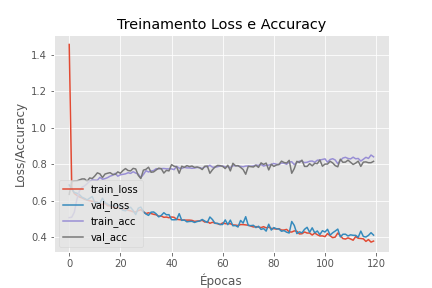 Treinamento Loss e Accuracy
Loss/Accuracy
1.4
1.2
1.0
0.8
0.6
0.4
train_loss
val_loss
train_acc
val_acc
0 20 40 60 80 100 120
Épocas